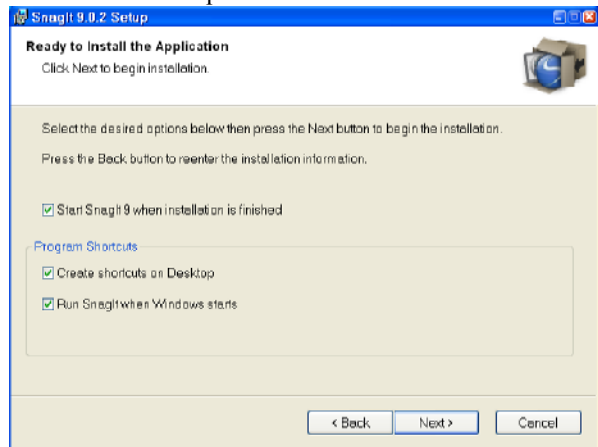 SnagIt 9.0.2 Setup
Ready to Install the Application
Click Next to begin installation.
Select the desired options below then press the Next button to begin the installation.
Press the Back button to reenter the installation information.
Start SnagIt 9 when installation is finished
Program Shortcuts
Create shortcuts on Desktop
Run SnagIt when Windows starts
< Back
Next >
Cancel